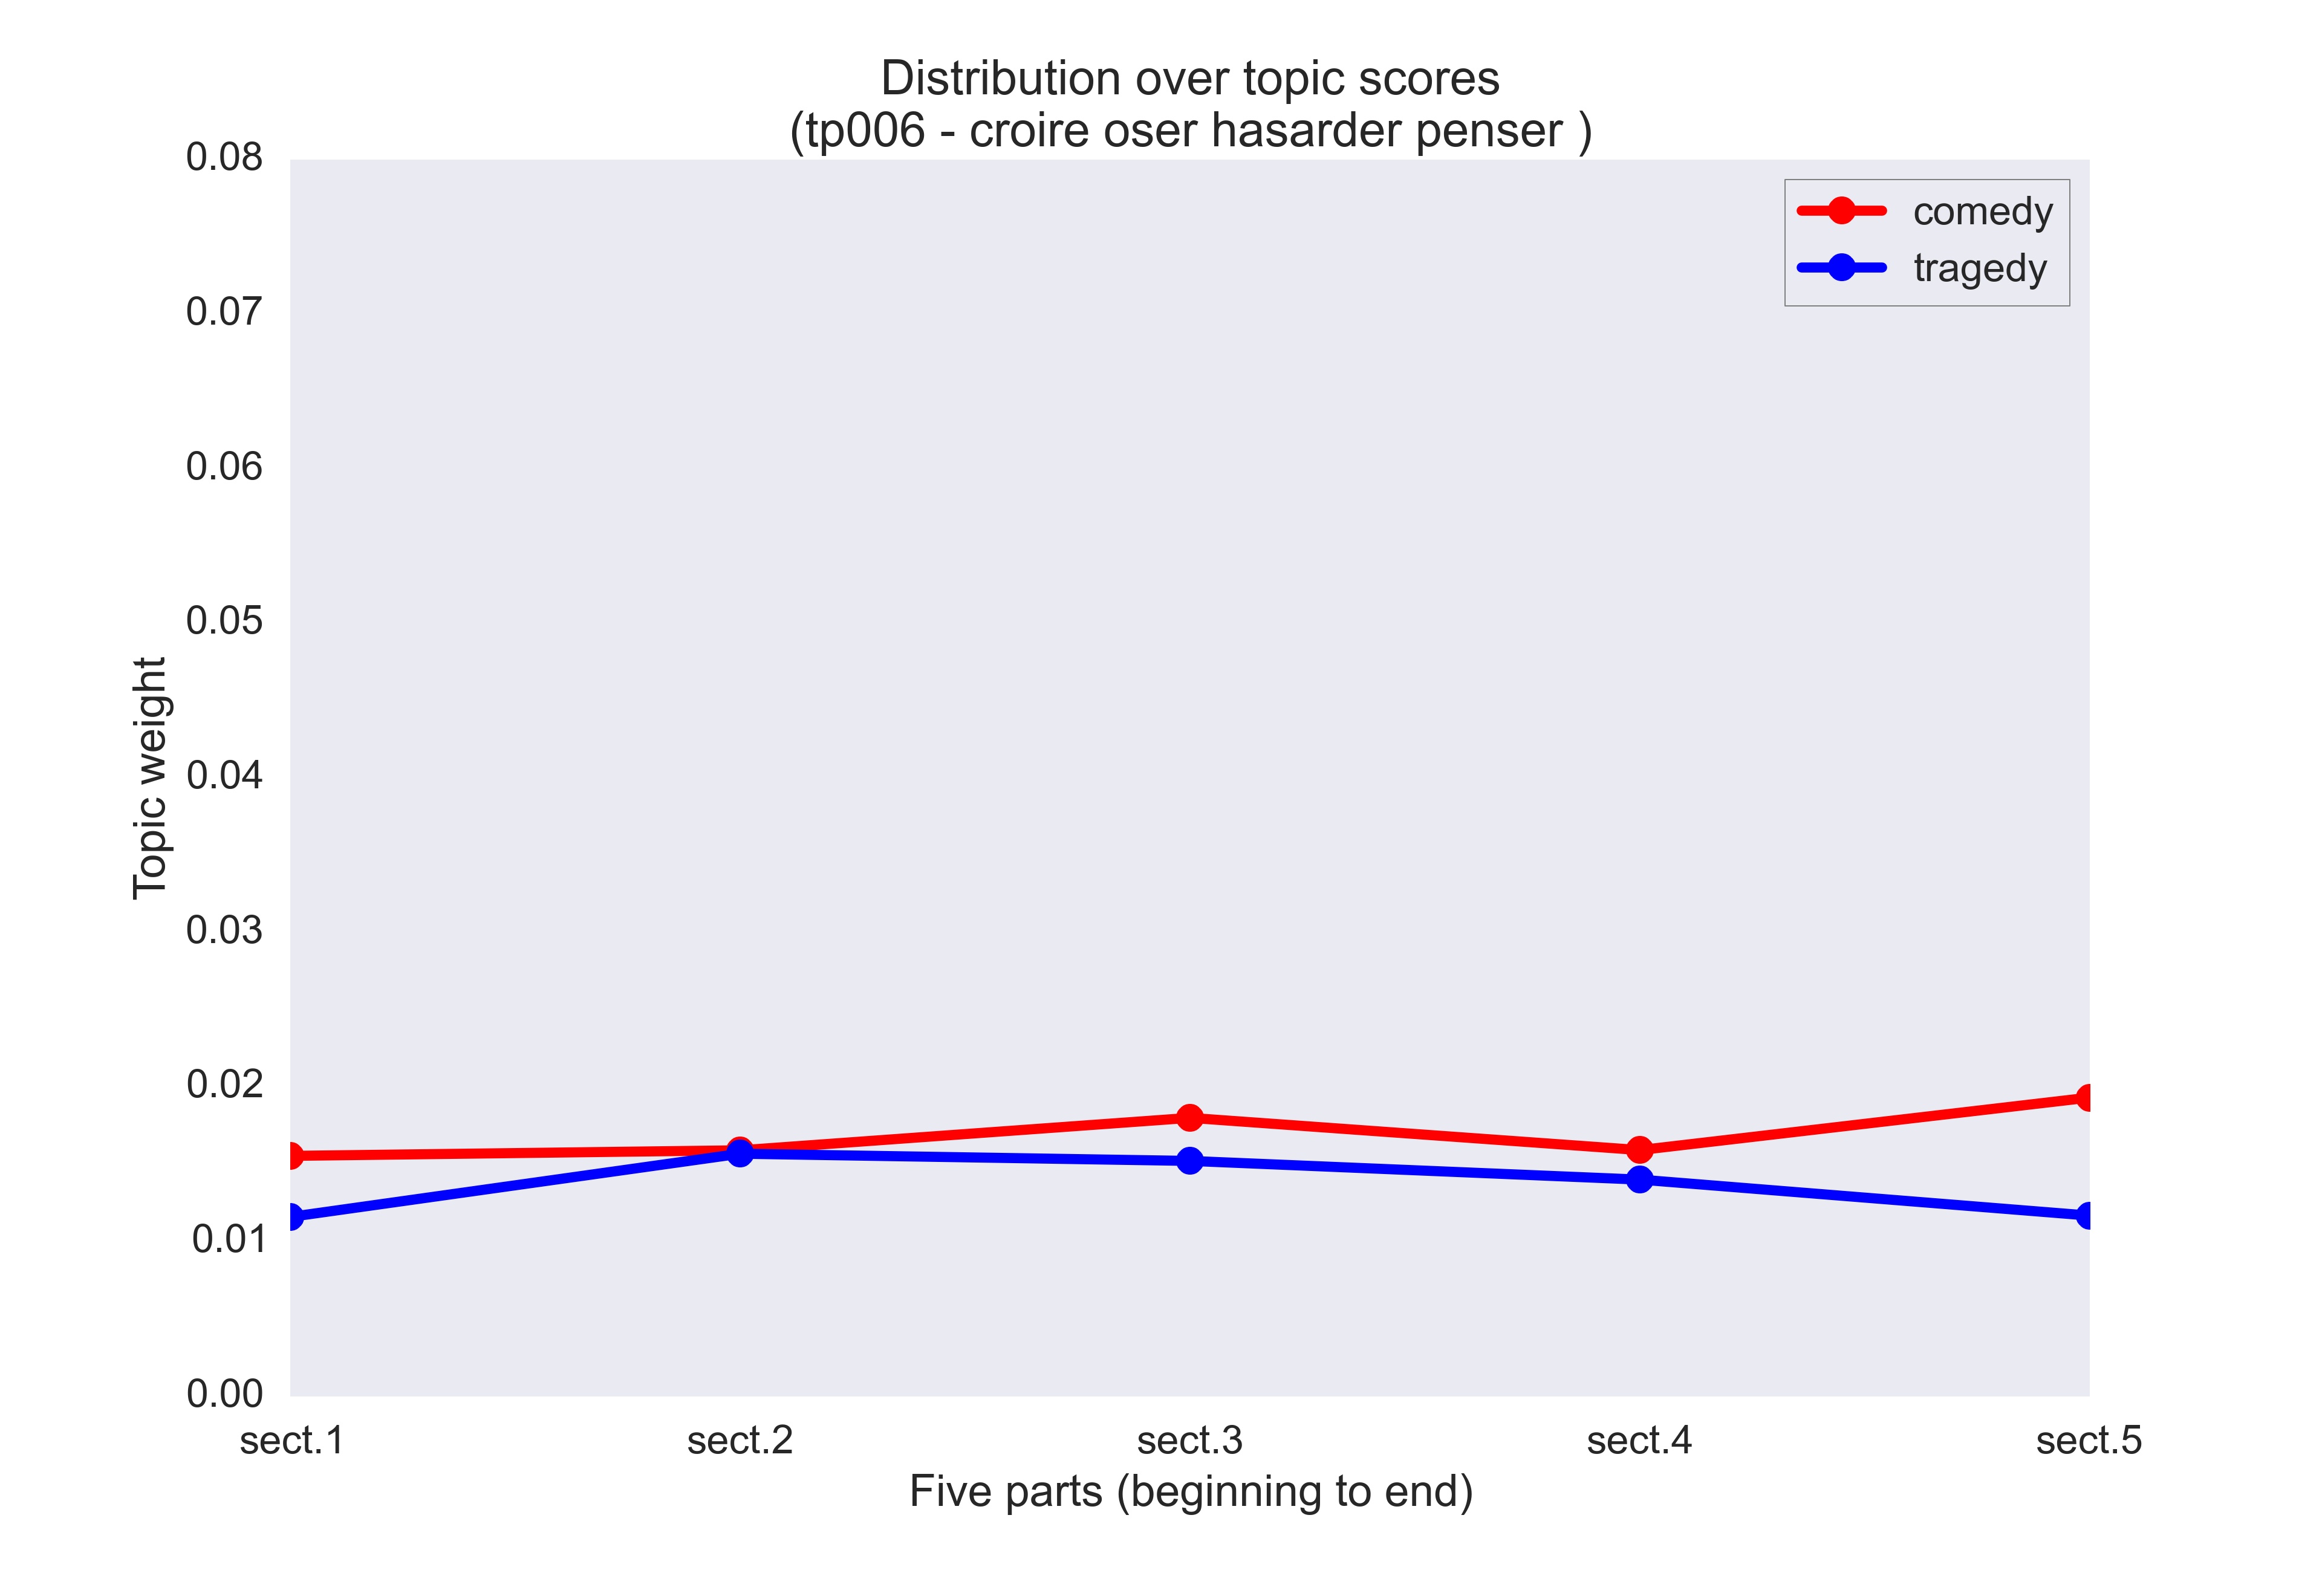 Distribution over topic scores
(tp006 - croire oser hasarder penser )
0.08
0.07
0.06
0.05
0.04
0.03
0.02
0.01
0.00
Topic weight
comedy
tragedy
sect.1 sect.2 sect.3 sect.4 sect.5
Five parts (beginning to end)